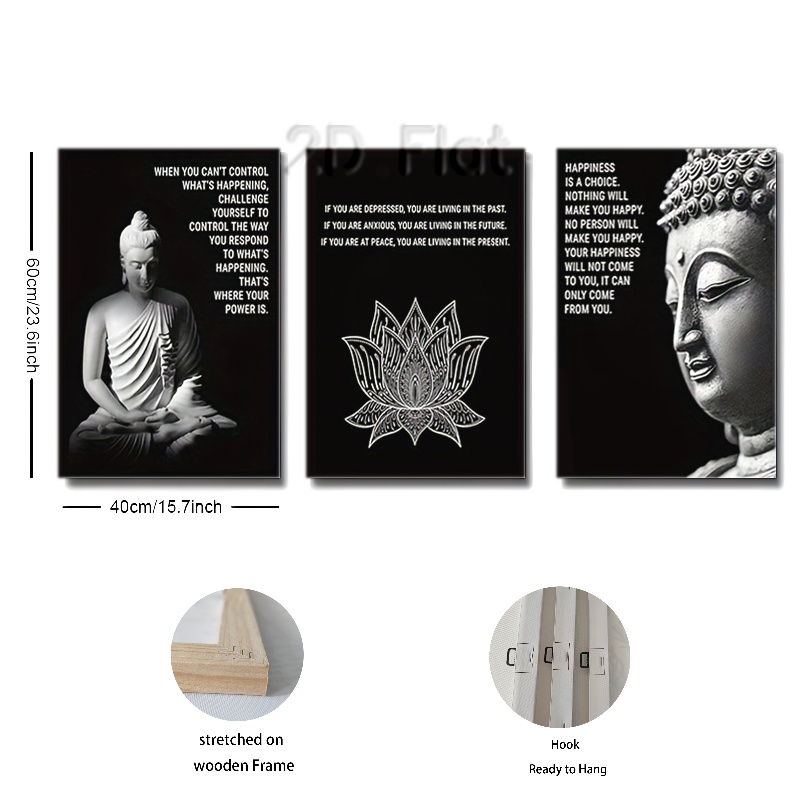 2D Flat
WHEN YOU CAN'T CONTROL
WHAT'S HAPPENING,
CHALLENGE
YOURSELF TO
CONTROL THE WAY
YOU RESPOND
TO WHAT'S
HAPPENING.
THAT'S
WHERE YOUR
POWER IS.
IF YOU ARE DEPRESSED, YOU ARE LIVING IN THE PAST.
IF YOU ARE ANXIOUS, YOU ARE LIVING IN THE FUTURE.
IF YOU ARE AT PEACE, YOU ARE LIVING IN THE PRESENT.
HAPPINESS
IS A CHOICE.
NOTHING WILL
MAKE YOU HAPPY.
NO PERSON WILL
MAKE YOU HAPPY.
YOUR HAPPINESS
WILL NOT COME
TO YOU, IT CAN
ONLY COME
FROM YOU.
60cm/23.6inch
40cm/15.7inch
stretched on
wooden Frame
Hook
Ready to Hang